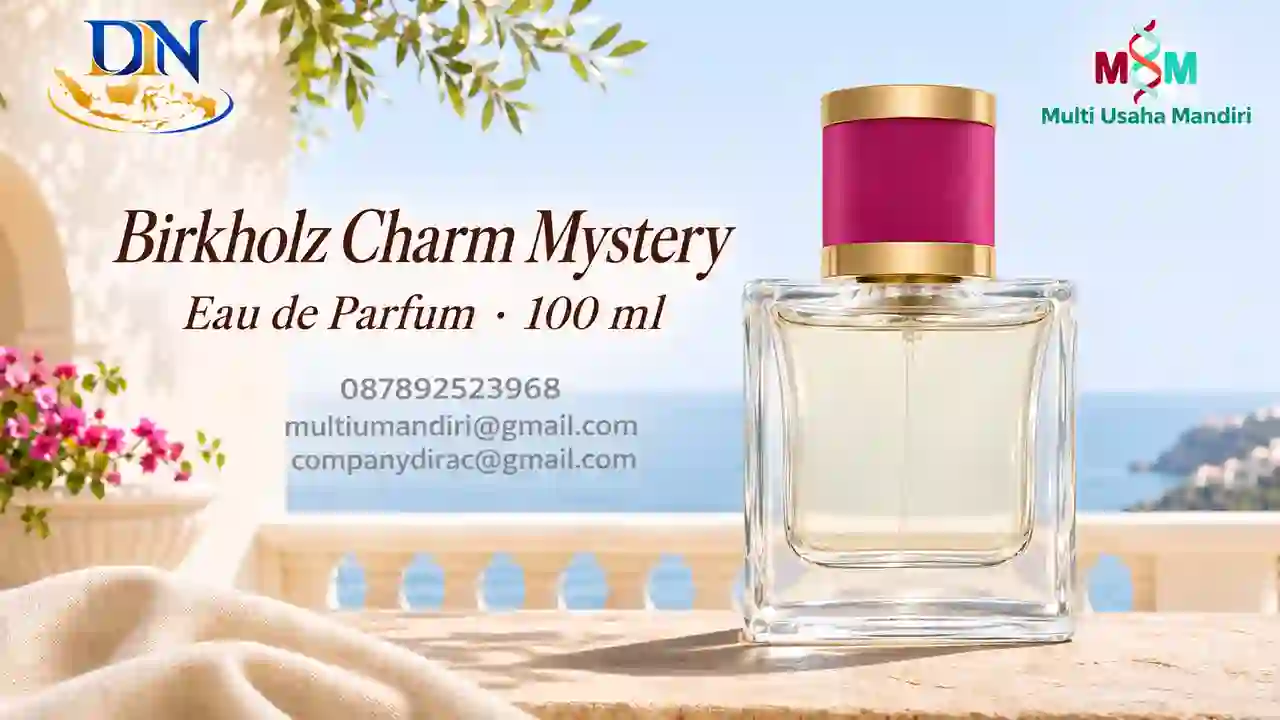 DN
MSM
Multi Usaha Mandiri
Birkholz Charm Mystery
Eau de Parfum · 100 ml
087892523968
multiumandiri@gmail.com
companydirac@gmail.com